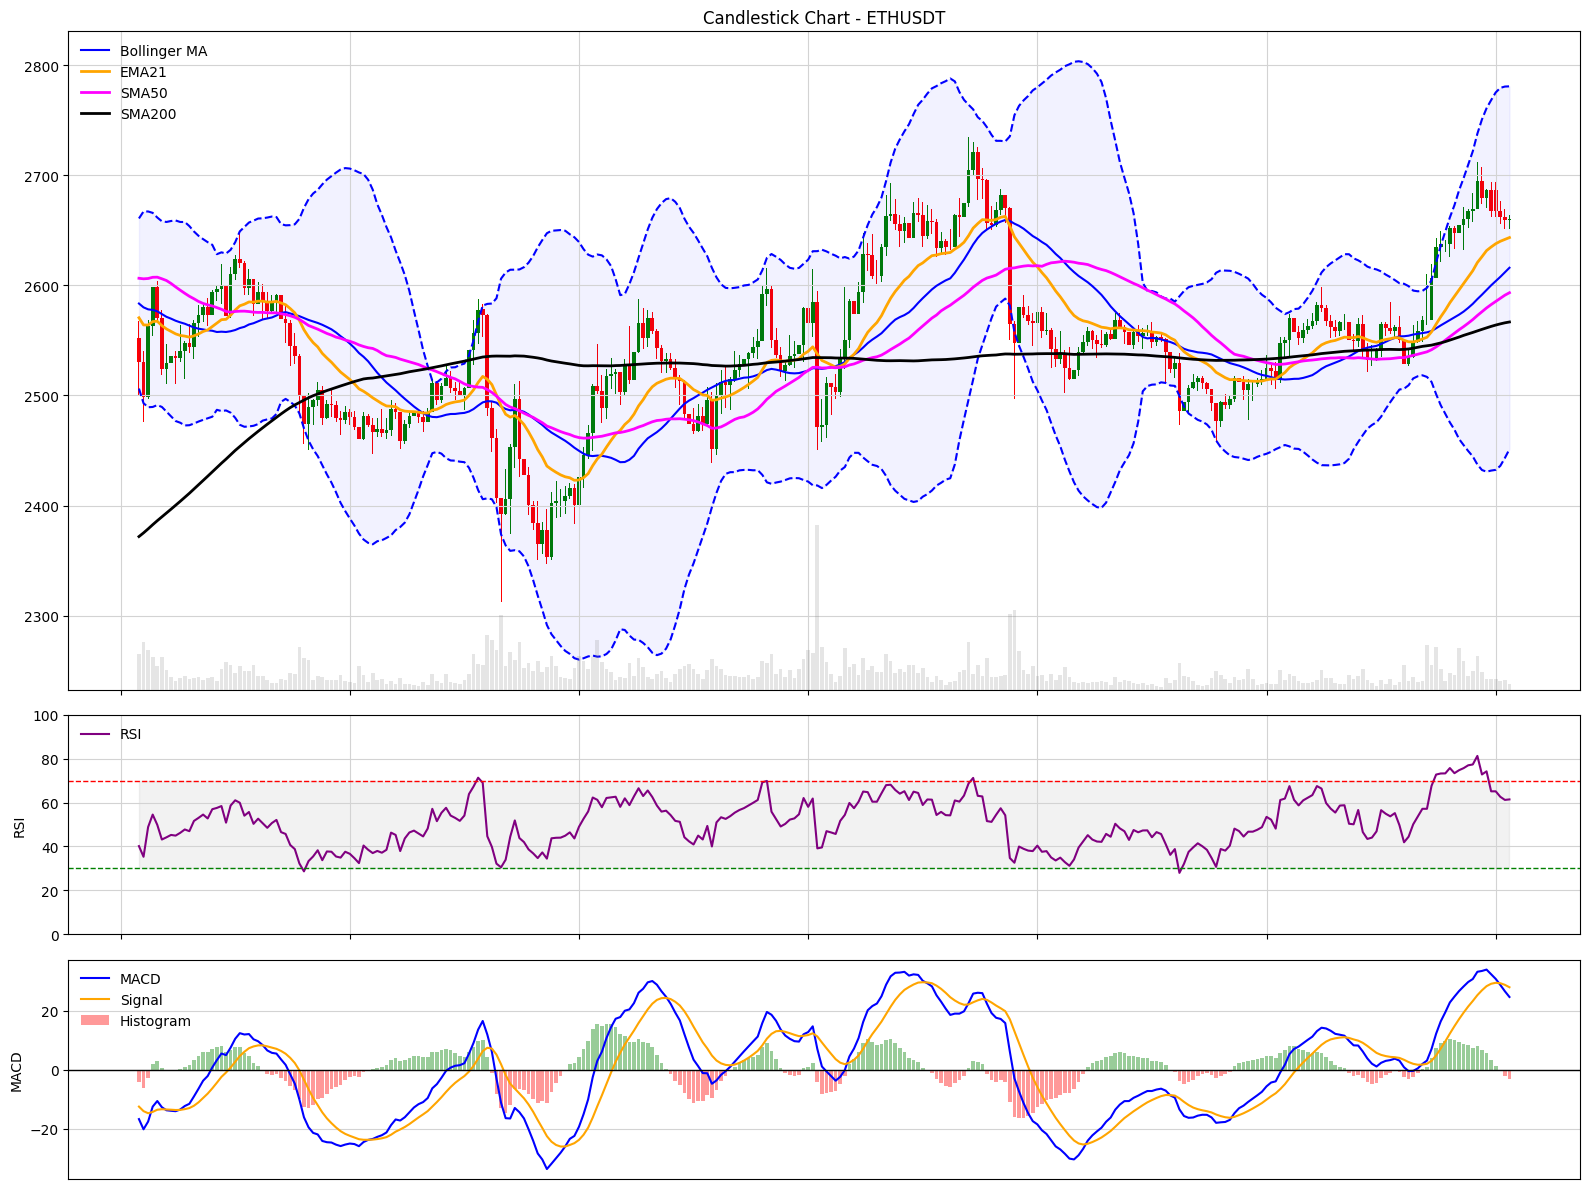 Candlestick Chart - ETHUSDT
Bollinger MA
EMA21
SMA50
SMA200
2800
2700
2600
2500
2400
2300
RSI
100
80
60
40
20
0
RSI
MACD
Signal
Histogram
20
0
−20
MACD